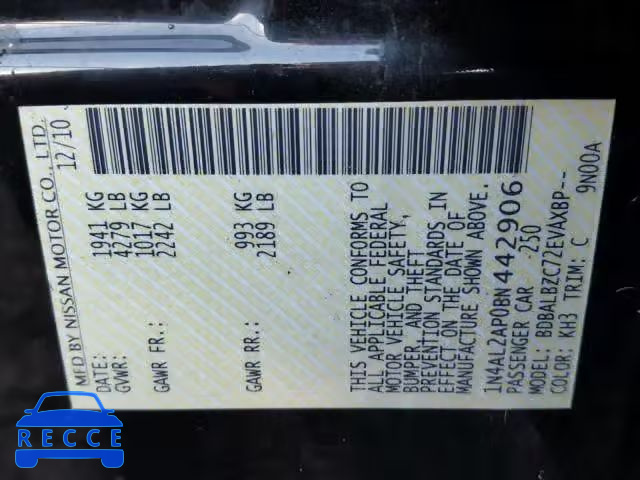 MFD BY NISSAN MOTOR CO., LTD.
DATE: 12/10
GVWR: 1941 KG
4279 LB
GAWR FR.: 1017 KG
2242 LB
GAWR RR.: 993 KG
2189 LB
THIS VEHICLE CONFORMS TO
ALL APPLICABLE FEDERAL
MOTOR VEHICLE SAFETY,
BUMPER, AND THEFT
PREVENTION STANDARDS IN
EFFECT ON THE DATE OF
MANUFACTURE SHOWN ABOVE.
1N4AL2AP0BN442906
PASSENGER CAR 250
MODEL: BDBALBZC72EVAXBP--
COLOR: KH3 TRIM: C 9N00A
RECCE